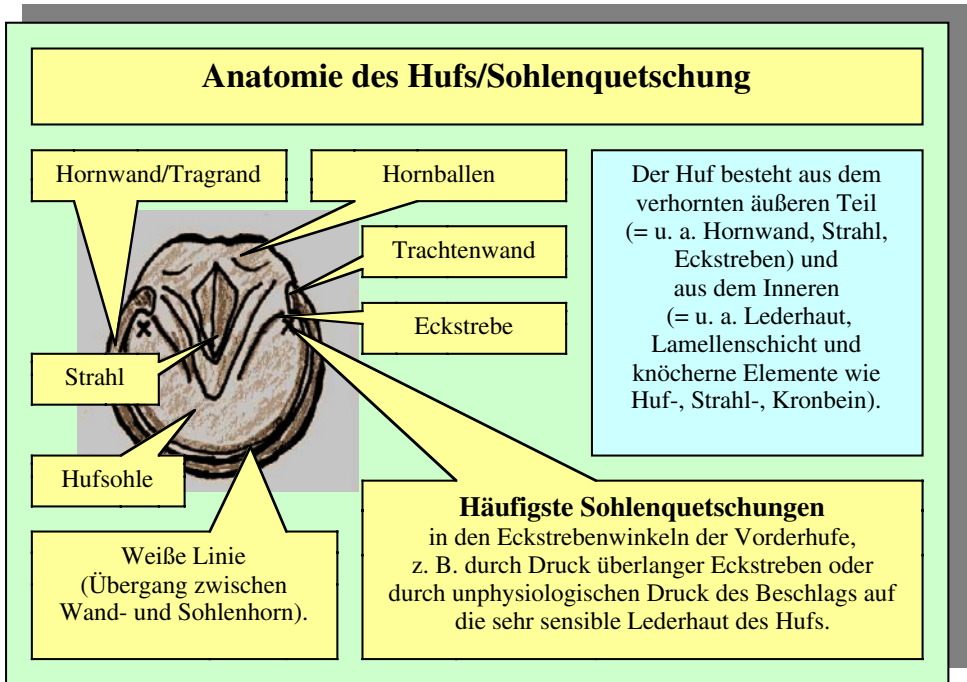 Anatomie des Hufs/Sohlenquetschung
Hornwand/Tragrand
Hornballen
Trachtenwand
Eckstrebe
Strahl
Hufsohle
Weiße Linie
(Übergang zwischen
Wand- und Sohlenhorn).
Der Huf besteht aus dem
verhornten äußeren Teil
(= u. a. Hornwand, Strahl,
Eckstreben) und
aus dem Inneren
(= u. a. Lederhaut,
Lamellenschicht und
knöcherne Elemente wie
Huf-, Strahl-, Kronbein).
Häufigste Sohlenquetschungen
in den Eckstrebenwinkeln der Vorderhufe,
z. B. durch Druck überlanger Eckstreben oder
durch unphysiologischen Druck des Beschlags auf
die sehr sensible Lederhaut des Hufs.